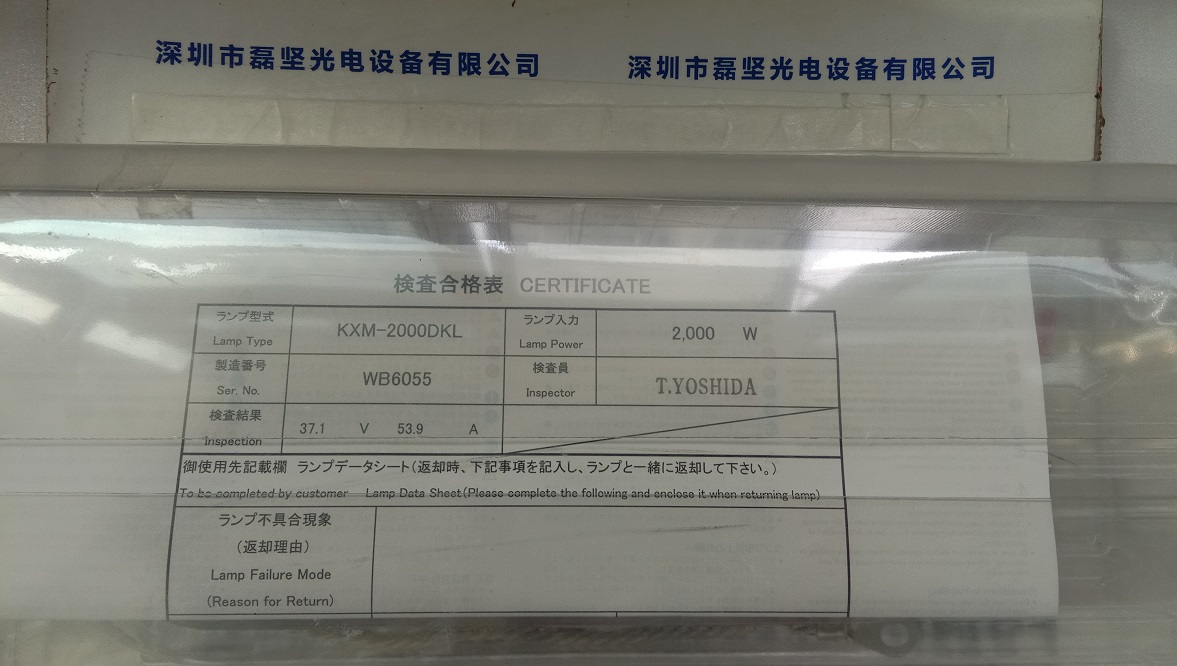 深圳市磊坚光电设备有限公司 深圳市磊坚光电设备有限公司
検査合格表 CERTIFICATE
ランプ型式 KXM-2000DKL ランプ入力 2,000 W
Lamp Type Lamp Power
製造番号 WB6055 検査員 T.YOSHIDA
Ser. No. Inspector
検査結果 37.1 V 53.9 A
Inspection
御使用先記載欄 ランプデータシート(返却時、下記事項を記入し、ランプと一緒に返却して下さい。)
To be completed by customer Lamp Data Sheet(Please complete the following and enclose it when returning lamp)
ランプ不具合現象
(返却理由)
Lamp Failure Mode
(Reason for Return)